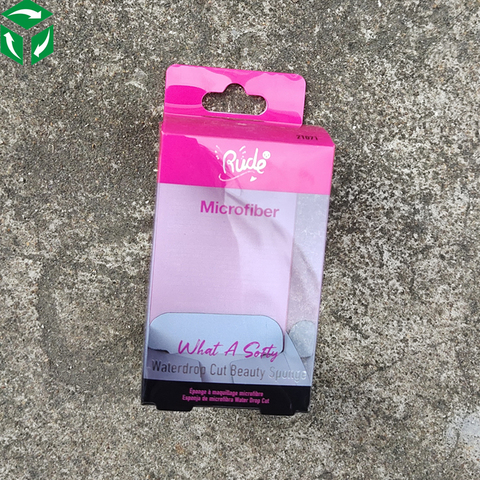 21071
Rude
Microfiber
What A Softy
Waterdrop Cut Beauty Sponge
Éponge à maquillage microfibre
Esponja de microfibra Water Drop Cut